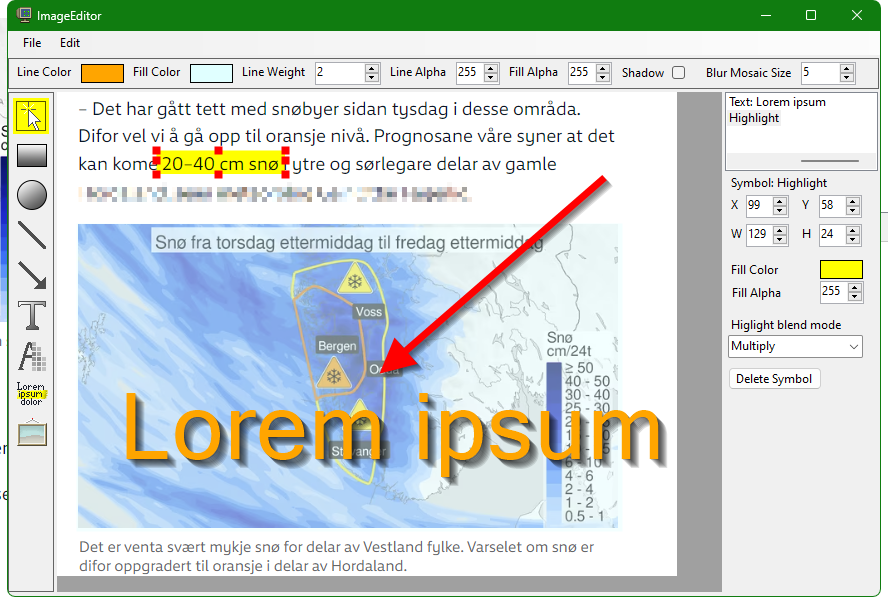 ImageEditor
File Edit
Line Color Fill Color Line Weight 2 Line Alpha 255 Fill Alpha 255 Shadow Blur Mosaic Size 5
– Det har gått tett med snøbyer sidan tysdag i desse områda.
Difor vel vi å gå opp til oransje nivå. Prognosane våre syner at det
kan kome 20–40 cm snø i ytre og sørlegare delar av gamle
Snø fra torsdag ettermiddag til fredag ettermiddag
Voss
Bergen
Snø
cm/24t
≥ 50
40 - 50
30 - 40
25 - 30
Lorem ipsum
Stavanger
6 - 10
4 - 6
2 - 4
1 - 2
0.5 - 1
Det er venta svært mykje snø for delar av Vestland fylke. Varselet om snø er
difor oppgradert til oransje i delar av Hordaland.
Lorem
ipsum
dolor
Text: Lorem ipsum
Highlight
Symbol: Highlight
X 99 Y 58
W 129 H 24
Fill Color
Fill Alpha 255
Higlight blend mode
Multiply
Delete Symbol